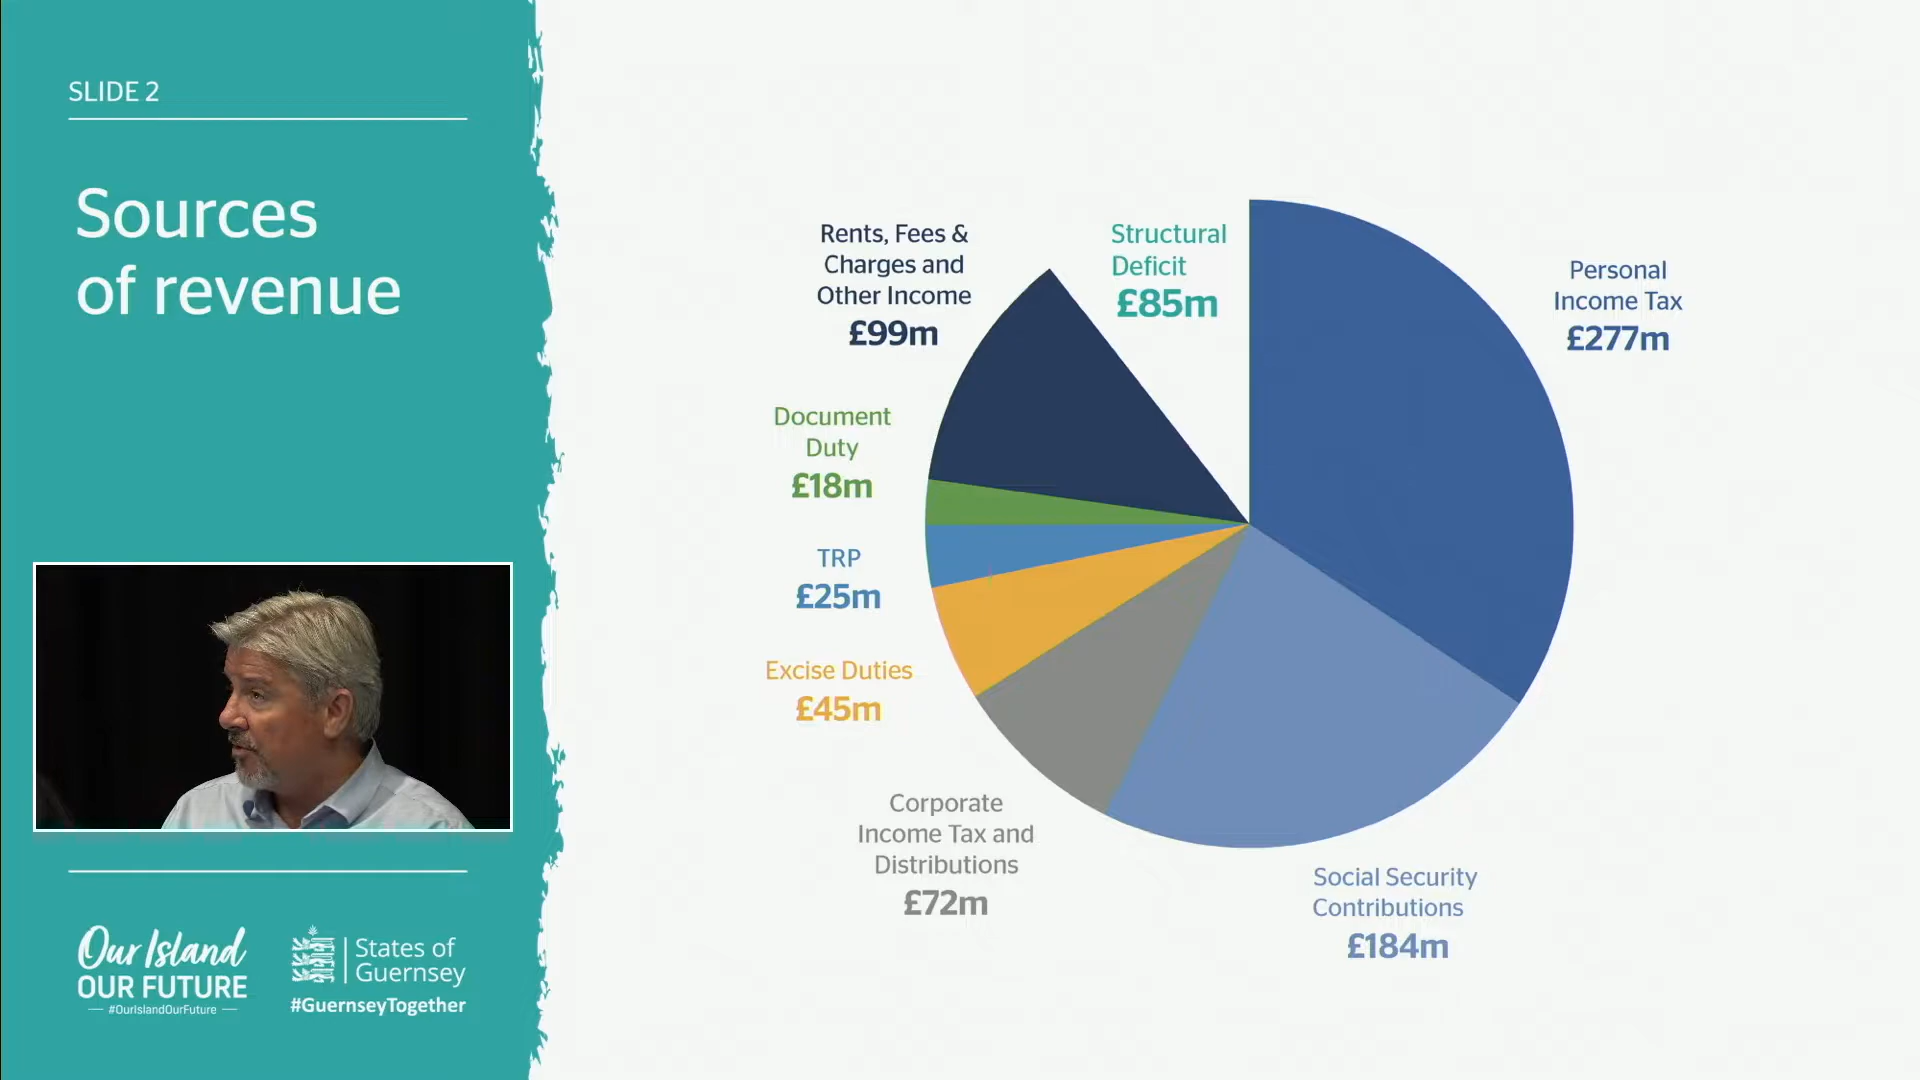 SLIDE 2
Sources
of revenue
Our Island
OUR FUTURE
#OurIslandOurFuture
States of
Guernsey
#GuernseyTogether
Rents, Fees &
Charges and
Other Income
£99m
Structural
Deficit
£85m
Personal
Income Tax
£277m
Document
Duty
£18m
TRP
£25m
Excise Duties
£45m
Corporate
Income Tax and
Distributions
£72m
Social Security
Contributions
£184m